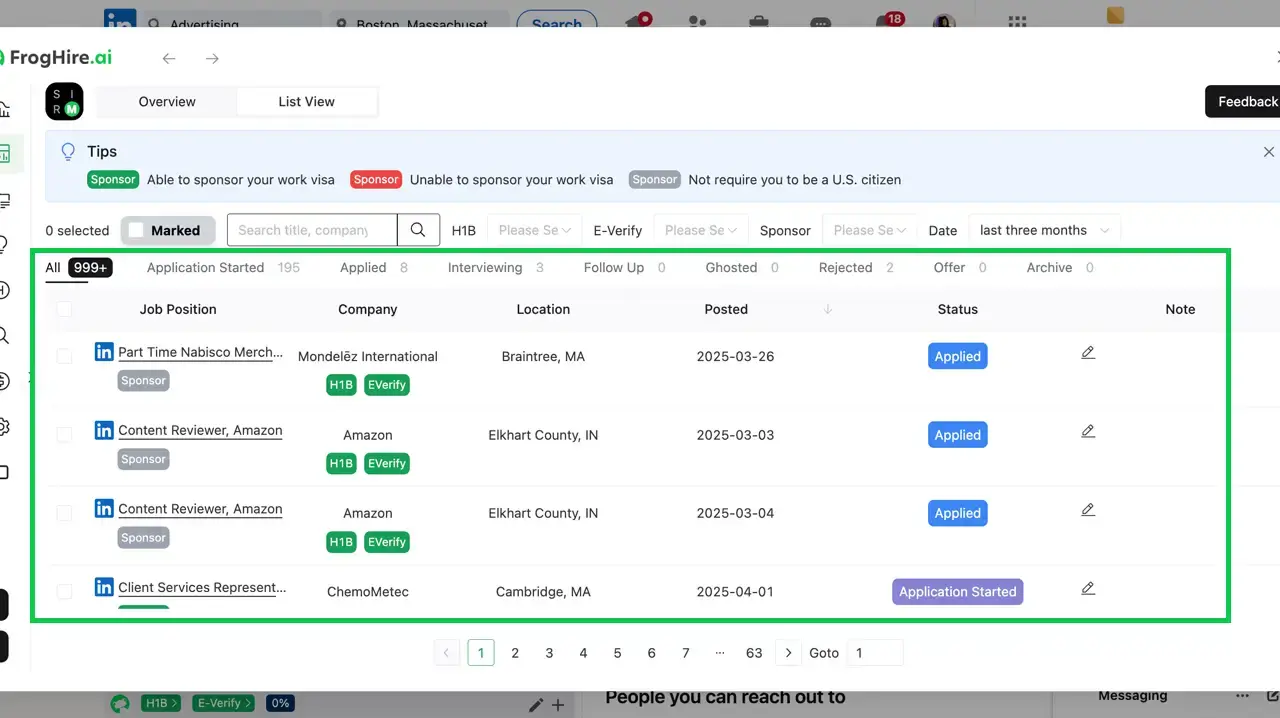 in Advertising Boston, Massachuset Search 18
FrogHire.ai
S I R M Overview List View Feedback
Tips
Sponsor Able to sponsor your work visa Sponsor Unable to sponsor your work visa Sponsor Not require you to be a U.S. citizen
0 selected Marked Search title, company H1B Please Se E-Verify Please Se Sponsor Please Se Date last three months
All 999+ Application Started 195 Applied 8 Interviewing 3 Follow Up 0 Ghosted 0 Rejected 2 Offer 0 Archive 0
Job Position Company Location Posted Status Note
in Part Time Nabisco Merch... Mondelēz International Braintree, MA 2025-03-26 Applied
Sponsor H1B EVerify
in Content Reviewer, Amazon Amazon Elkhart County, IN 2025-03-03 Applied
Sponsor H1B EVerify
in Content Reviewer, Amazon Amazon Elkhart County, IN 2025-03-04 Applied
Sponsor H1B EVerify
in Client Services Represent... ChemoMetec Cambridge, MA 2025-04-01 Application Started
1 2 3 4 5 6 7 ··· 63 Goto 1
H1B E-Verify 0% People you can reach out to Messaging